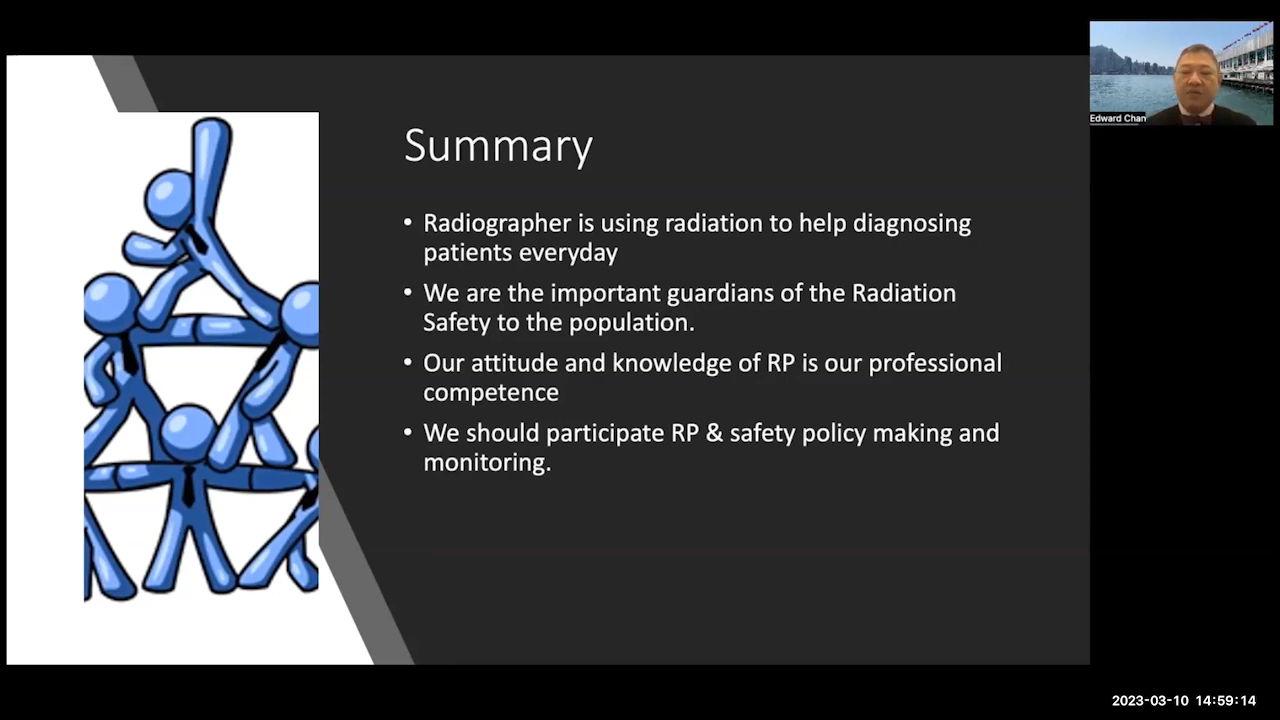 Summary
• Radiographer is using radiation to help diagnosing
patients everyday
• We are the important guardians of the Radiation
Safety to the population.
• Our attitude and knowledge of RP is our professional
competence
• We should participate RP & safety policy making and
monitoring.
Edward Chan
2023-03-10 14:59:14